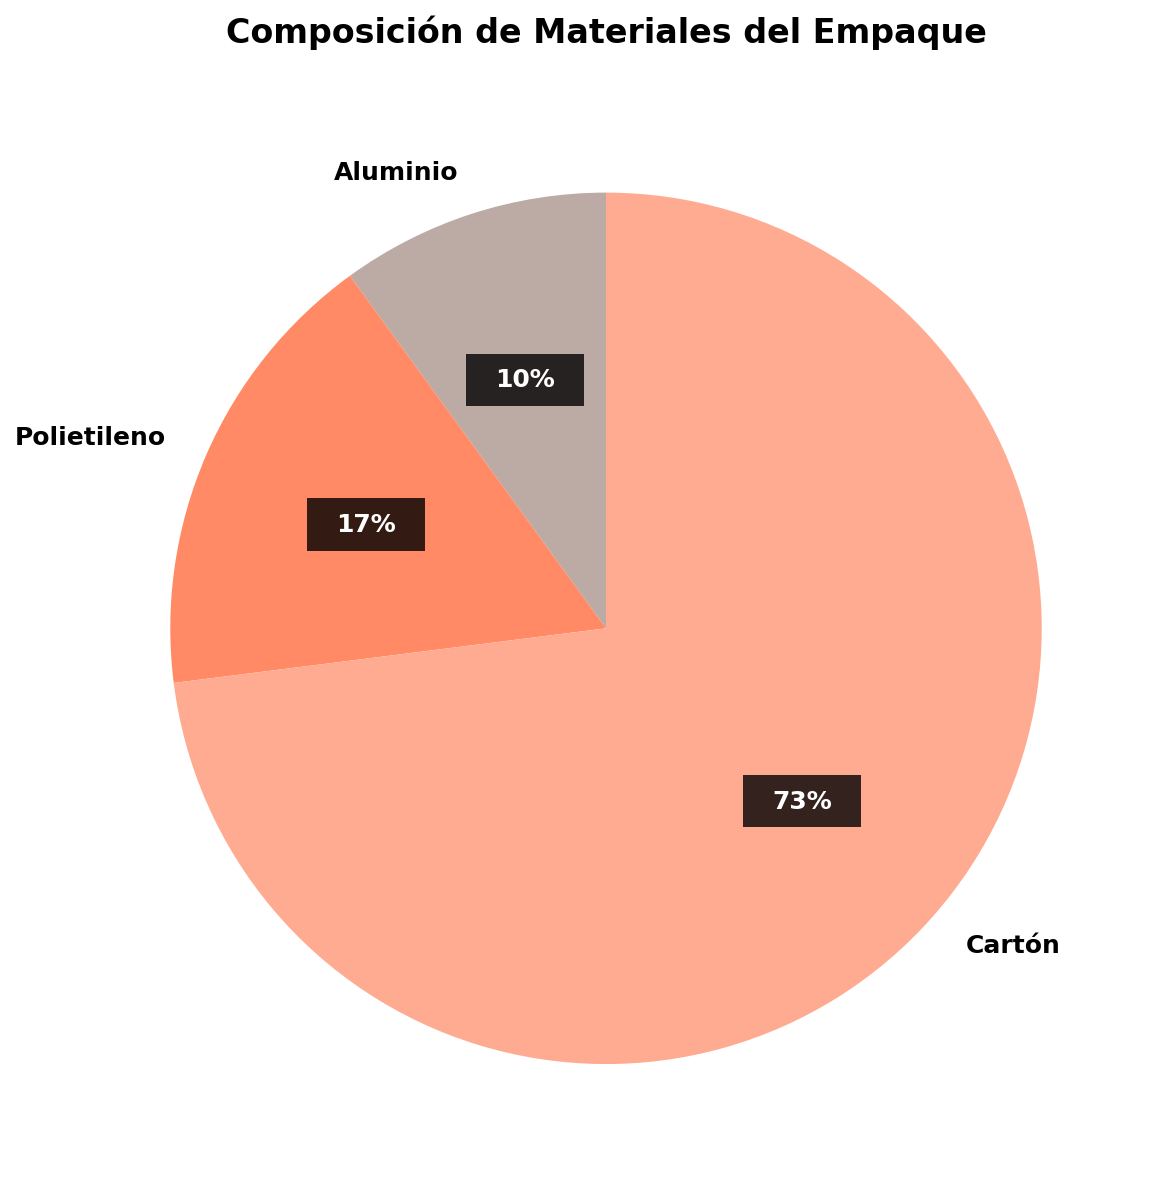 Composición de Materiales del Empaque
Aluminio
10%
Polietileno
17%
73%
Cartón